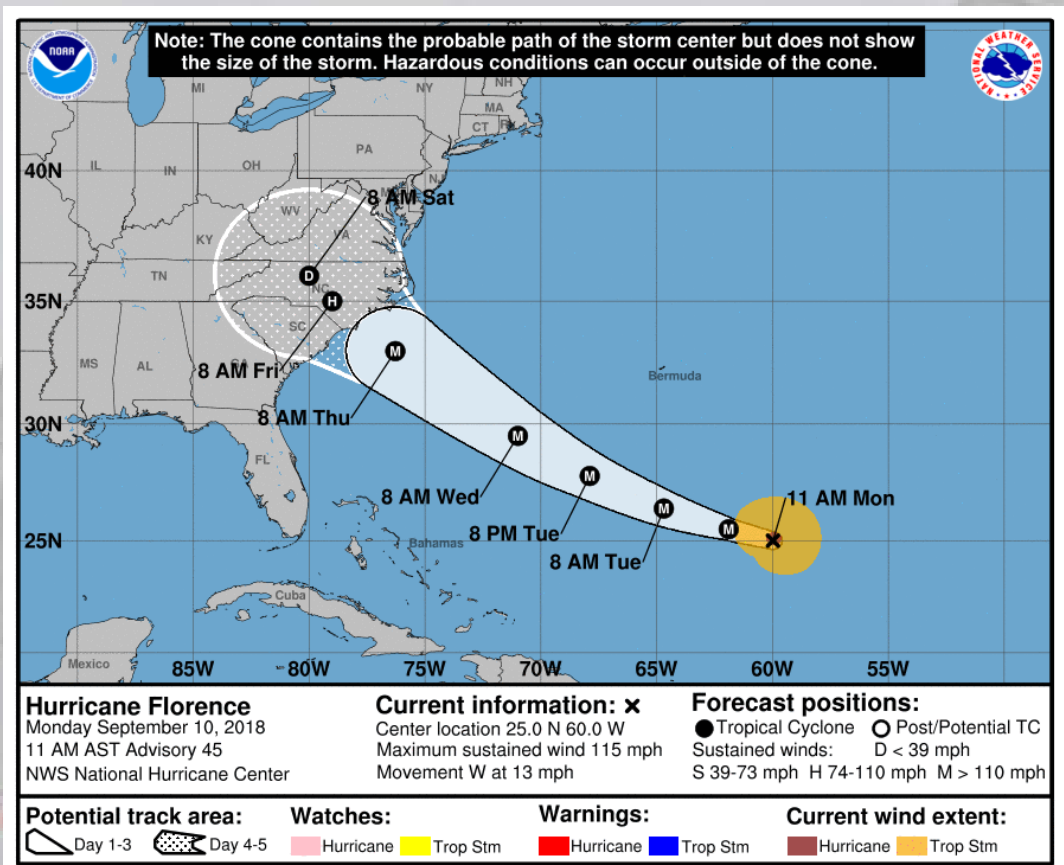 Note: The cone contains the probable path of the storm center but does not show
the size of the storm. Hazardous conditions can occur outside of the cone.
NOAA
NATIONAL WEATHER SERVICE
MI
NY
NH
MA
CT
PA
NJ
IL
IN
OH
40N
8 AM Sat
WV
VA
KY
D
TN
NC
35N
H
SC
M
MS
AL
GA
8 AM Fri
Bermuda
8 AM Thu
30N
M
FL
8 AM Wed
M
11 AM Mon
8 PM Tue
M
M
25N
Bahamas
8 AM Tue
Cuba
Mexico
85W 80W 75W 70W 65W 60W 55W
Hurricane Florence
Monday September 10, 2018
11 AM AST Advisory 45
NWS National Hurricane Center
Current information: ×
Center location 25.0 N 60.0 W
Maximum sustained wind 115 mph
Movement W at 13 mph
Forecast positions:
Tropical Cyclone Post/Potential TC
Sustained winds: D < 39 mph
S 39-73 mph H 74-110 mph M > 110 mph
Potential track area:
Day 1-3 Day 4-5
Watches:
Hurricane Trop Stm
Warnings:
Hurricane Trop Stm
Current wind extent:
Hurricane Trop Stm